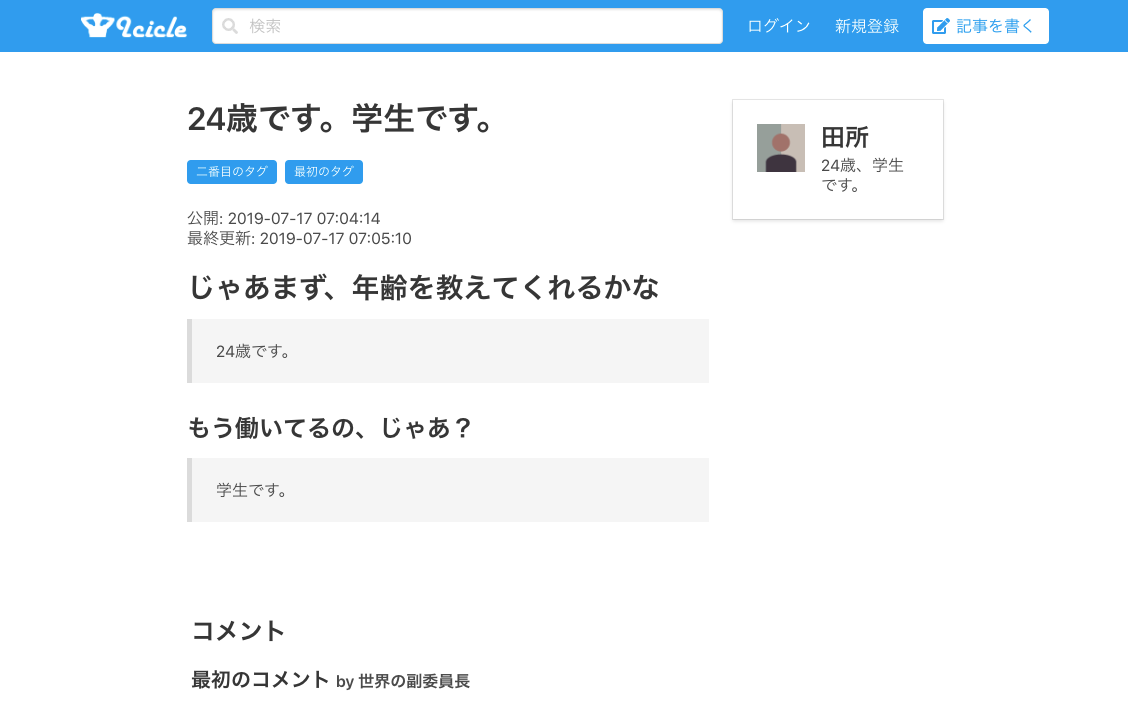 Qicle
検索
ログイン
新規登録
記事を書く
24歳です。学生です。
二番目のタグ
最初のタグ
公開: 2019-07-17 07:04:14
最終更新: 2019-07-17 07:05:10
じゃあまず、年齢を教えてくれるかな
24歳です。
もう働いてるの、じゃあ？
学生です。
田所
24歳、学生
です。
コメント
最初のコメント by 世界の副委員長